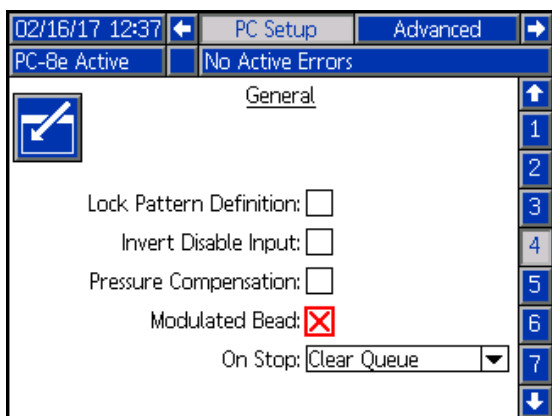 02/16/17 12:37 PC Setup Advanced
PC-8e Active No Active Errors
General
1
2
Lock Pattern Definition: 3
Invert Disable Input: 4
Pressure Compensation: 5
Modulated Bead: 6
On Stop: Clear Queue 7